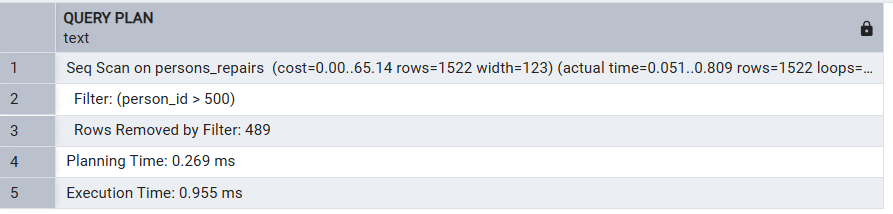 QUERY PLAN
text
1 Seq Scan on persons_repairs (cost=0.00..65.14 rows=1522 width=123) (actual time=0.051..0.809 rows=1522 loops=…
2 Filter: (person_id > 500)
3 Rows Removed by Filter: 489
4 Planning Time: 0.269 ms
5 Execution Time: 0.955 ms